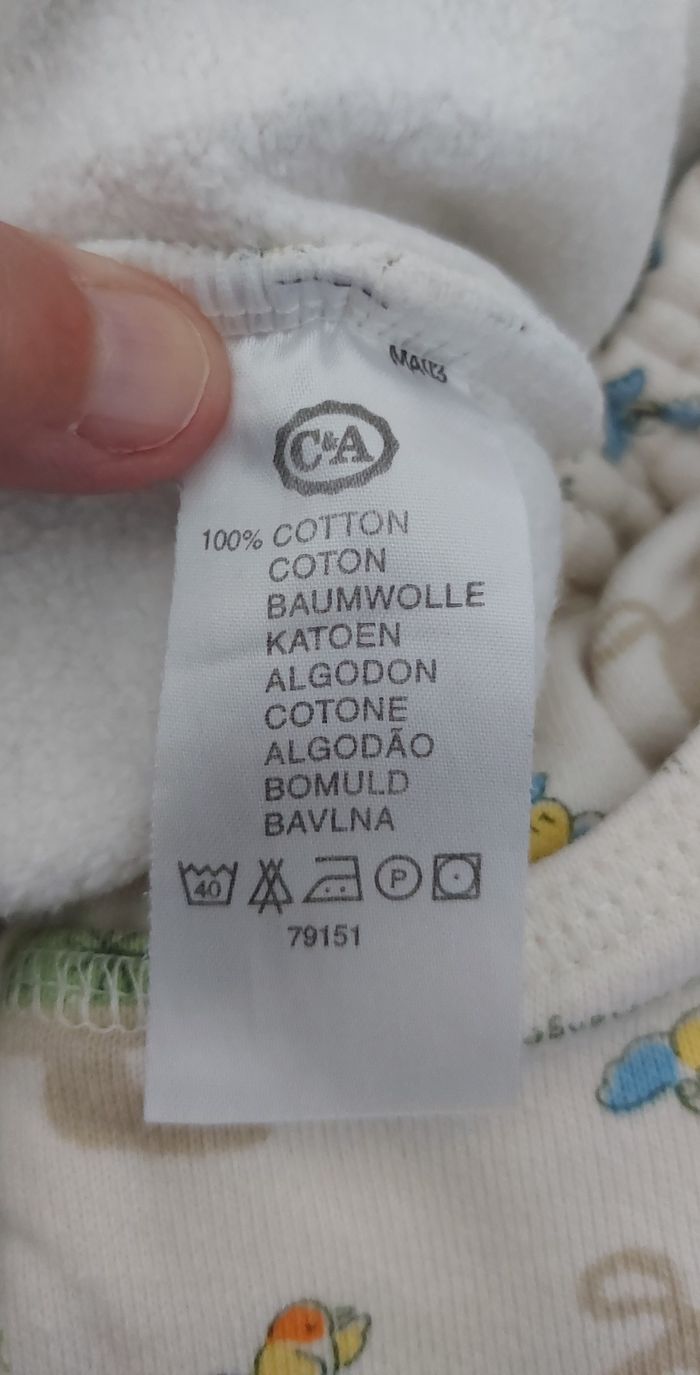 C&A
100% COTTON
COTON
BAUMWOLLE
KATOEN
ALGODON
COTONE
ALGODÃO
BOMULD
BAVLNA
40
P
79151